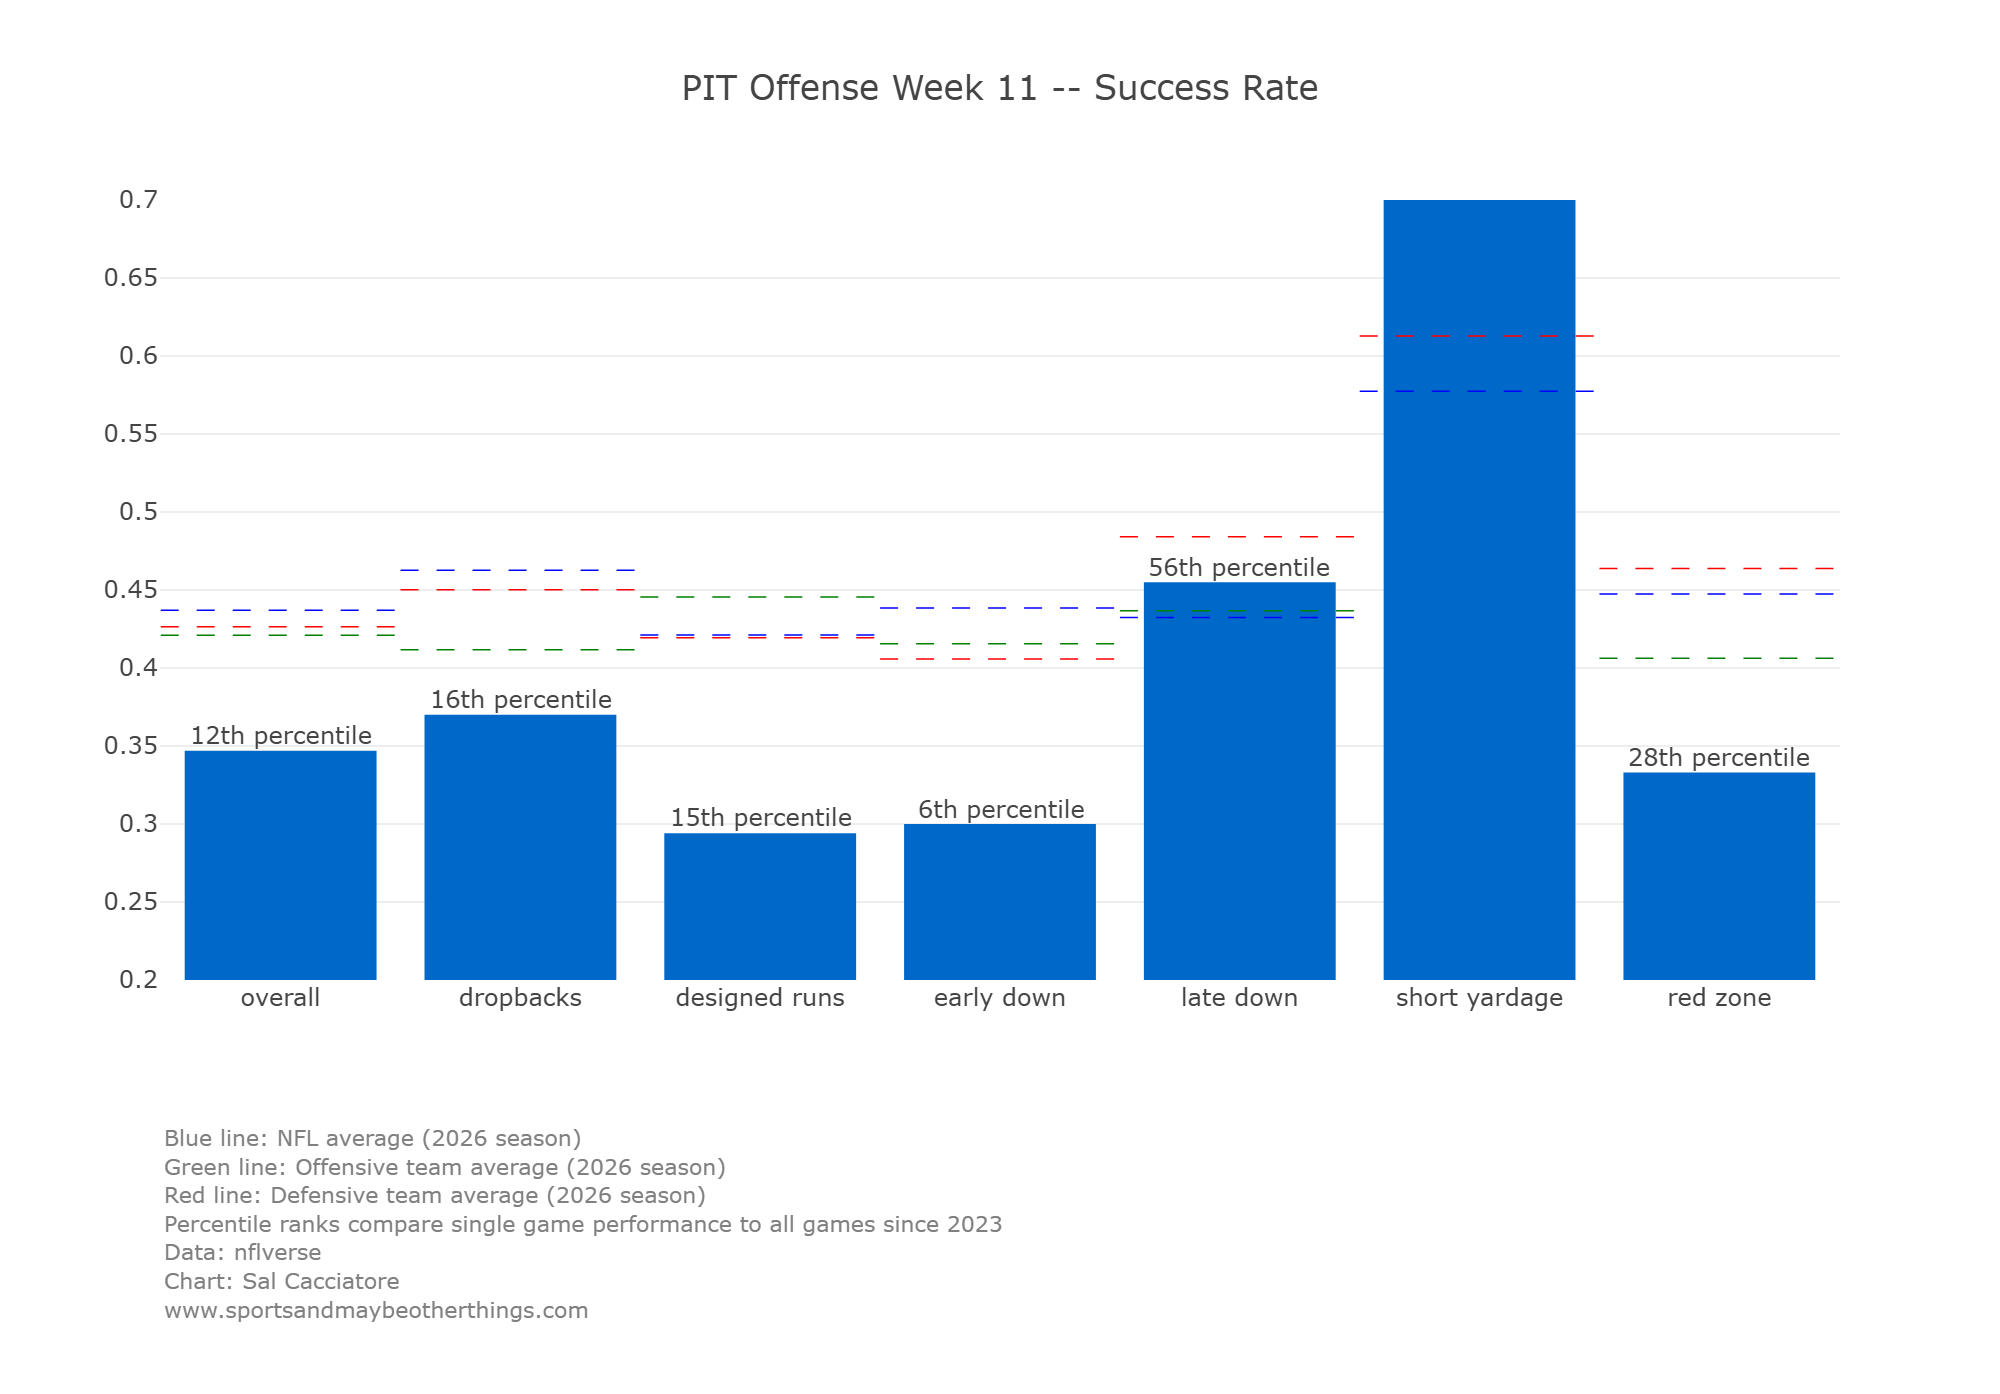 PIT Offense Week 11 -- Success Rate
0.7
0.65
0.6
0.55
0.5
0.45
0.4
0.35
0.3
0.25
0.2
12th percentile
16th percentile
15th percentile
6th percentile
56th percentile
28th percentile
overall
dropbacks
designed runs
early down
late down
short yardage
red zone
Blue line: NFL average (2026 season)
Green line: Offensive team average (2026 season)
Red line: Defensive team average (2026 season)
Percentile ranks compare single game performance to all games since 2023
Data: nflverse
Chart: Sal Cacciatore
www.sportsandmaybeotherthings.com